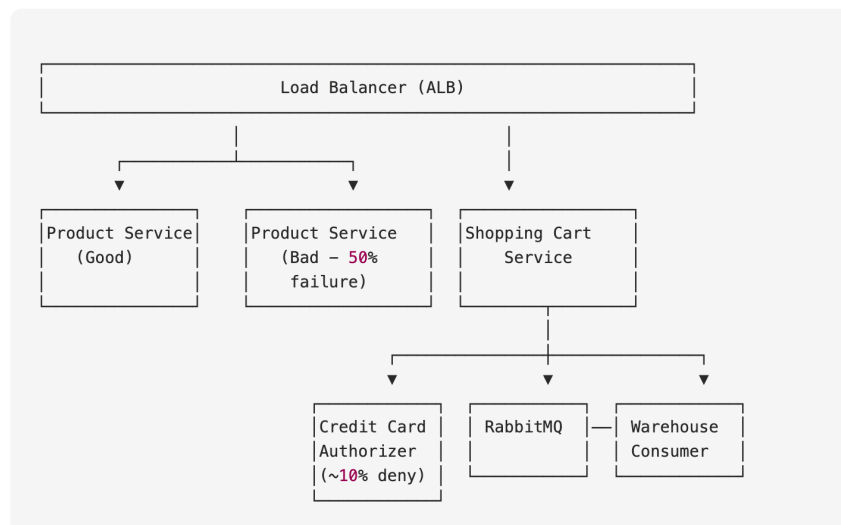 Load Balancer (ALB)
Product Service
(Good)
Product Service
(Bad – 50%
failure)
Shopping Cart
Service
Credit Card
Authorizer
(~10% deny)
RabbitMQ
Warehouse
Consumer